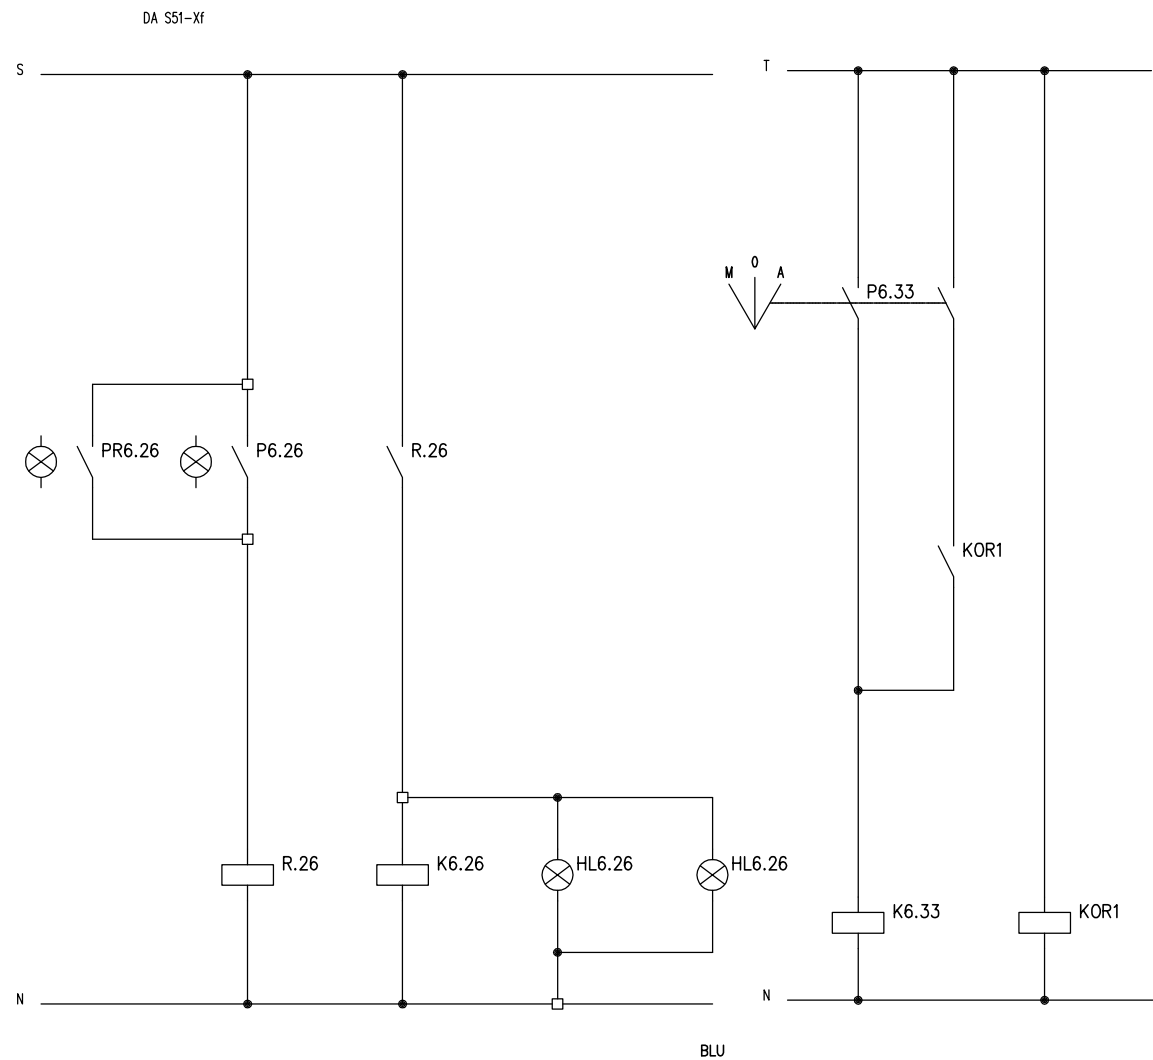 DA S51-Xf
S
T
M O A
P6.33
PR6.26
P6.26
R.26
KOR1
R.26
K6.26
HL6.26
HL6.26
K6.33
KOR1
N
N
BLU